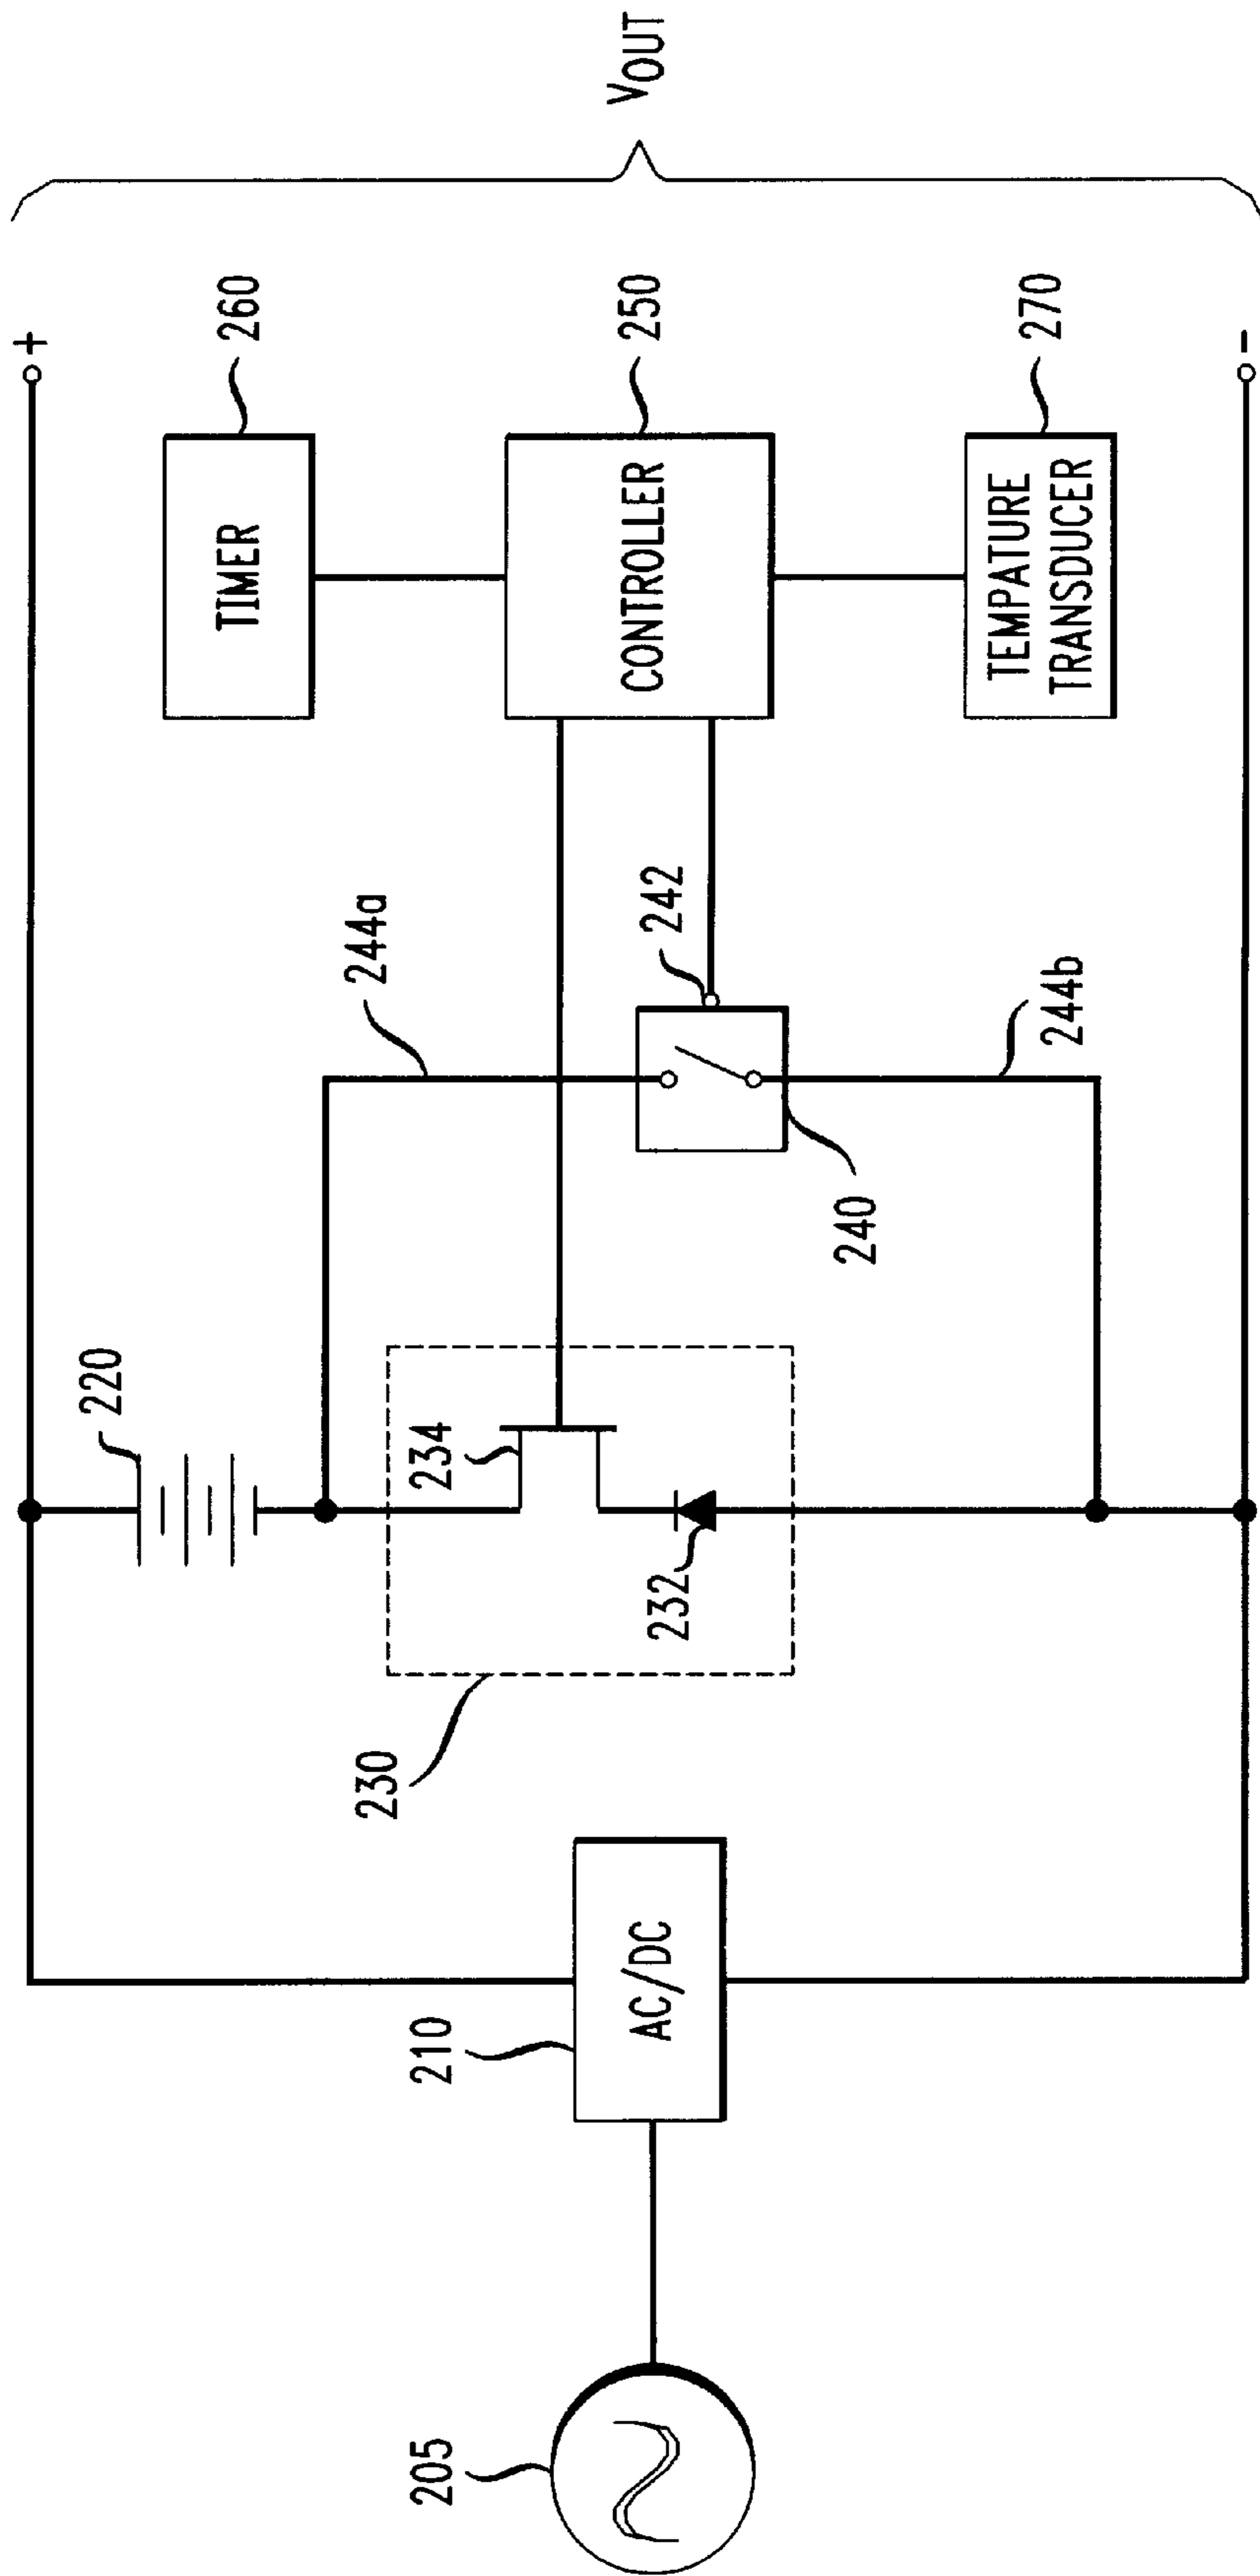 205
210
AC/DC
220
230
232
234
240
242
244a
244b
TIMER
260
CONTROLLER
250
TEMPATURE
TRANSDUCER
270
+
-
VOUT